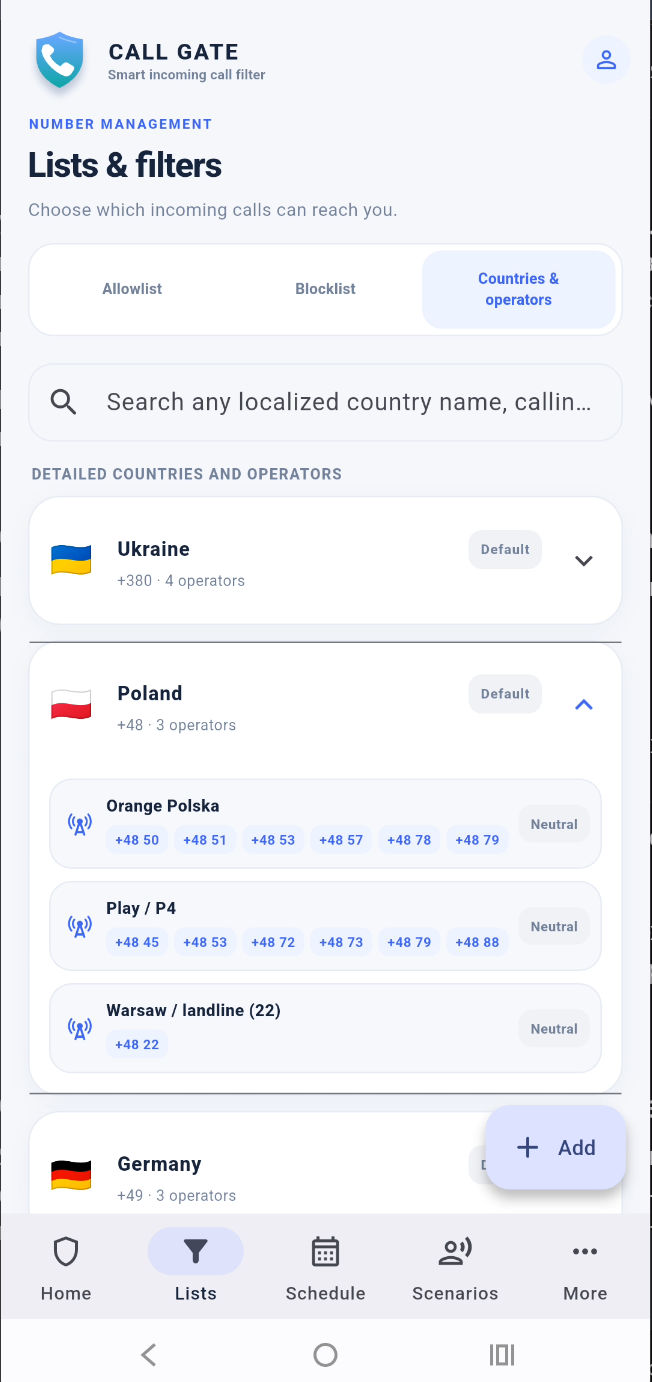 CALL GATE
Smart incoming call filter
NUMBER MANAGEMENT
Lists & filters
Choose which incoming calls can reach you.
Allowlist
Blocklist
Countries &
operators
Search any localized country name, callin…
DETAILED COUNTRIES AND OPERATORS
Ukraine
Default
+380 · 4 operators
Poland
Default
+48 · 3 operators
Orange Polska
+48 50 +48 51 +48 53 +48 57 +48 78 +48 79
Neutral
Play / P4
+48 45 +48 53 +48 72 +48 73 +48 79 +48 88
Neutral
Warsaw / landline (22)
+48 22
Neutral
Germany
+49 · 3 operators
Add
Home Lists Schedule Scenarios More